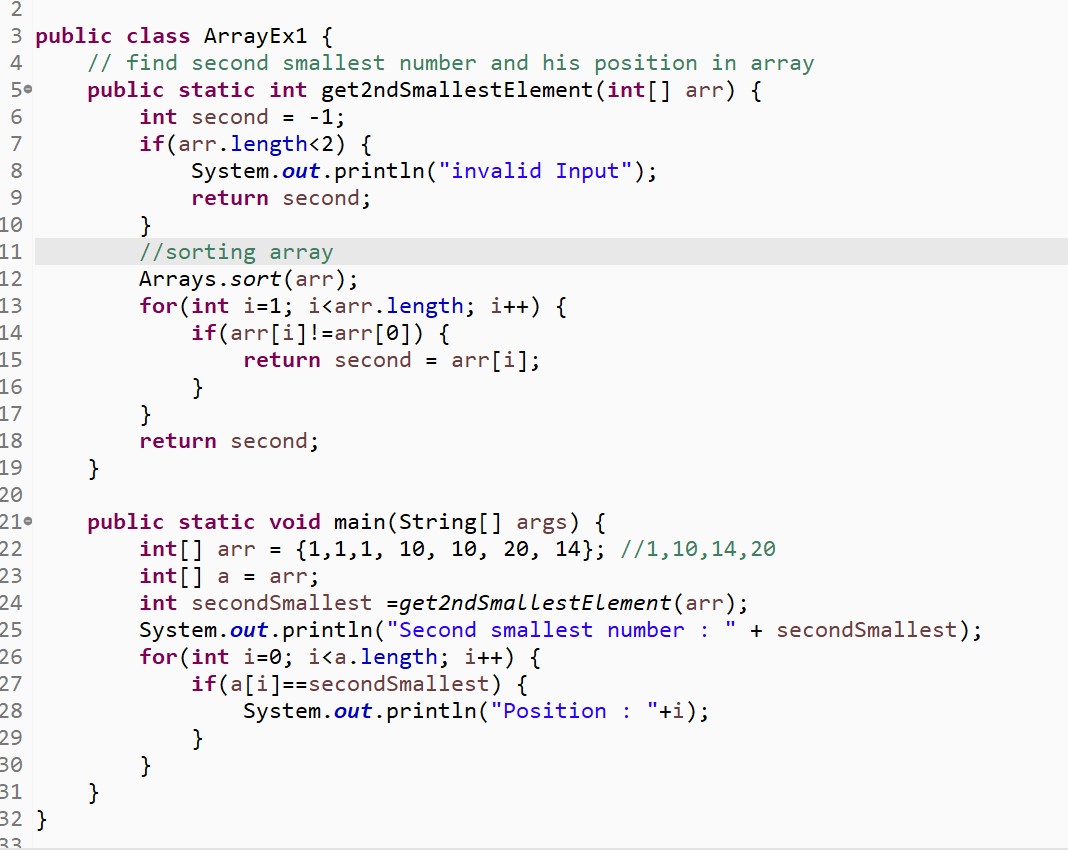 2
3 public class ArrayEx1 {
4 // find second smallest number and his position in array
5 public static int get2ndSmallestElement(int[] arr) {
6 int second = -1;
7 if(arr.length<2) {
8 System.out.println("invalid Input");
9 return second;
10 }
11 //sorting array
12 Arrays.sort(arr);
13 for(int i=1; i<arr.length; i++) {
14 if(arr[i]!=arr[0]) {
15 return second = arr[i];
16 }
17 }
18 return second;
19 }
20
21 public static void main(String[] args) {
22 int[] arr = {1,1,1, 10, 10, 20, 14}; //1,10,14,20
23 int[] a = arr;
24 int secondSmallest =get2ndSmallestElement(arr);
25 System.out.println("Second smallest number : " + secondSmallest);
26 for(int i=0; i<a.length; i++) {
27 if(a[i]==secondSmallest) {
28 System.out.println("Position : "+i);
29 }
30 }
31 }
32 }
33